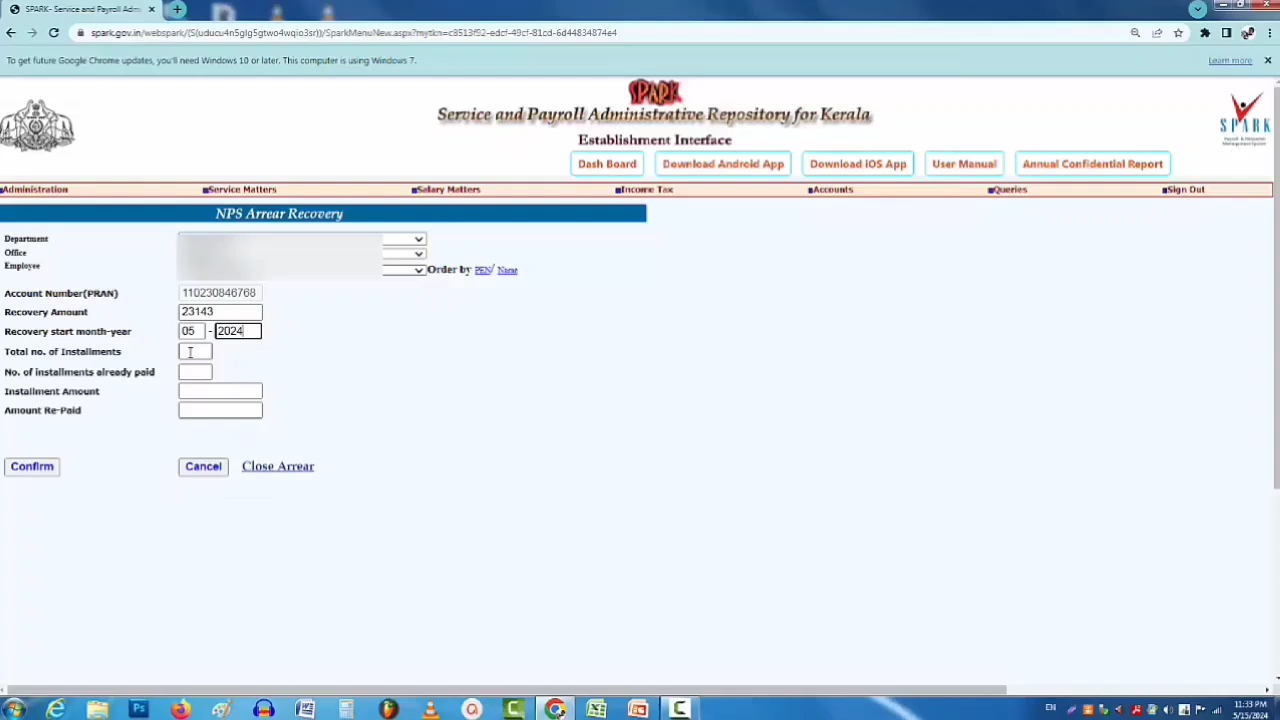 SPARK- Service and Payroll Admi
spark.gov.in/webspark/(S(uducu4n5glg5gtwo4wqio3sr))/SparkMenuNew.aspx?mytkn=c8513f92-edcf-49cf-81cd-6d44834874e4
To get future Google Chrome updates, you'll need Windows 10 or later. This computer is using Windows 7.
Learn more
SPARK
Service and Payroll Administrative Repository for Kerala
SPARK
Establishment Interface
Dash Board
Download Android App
Download IOS App
User Manual
Annual Confidential Report
Administration
Service Matters
Salary Matters
Income Tax
Accounts
Queries
Sign Out
NPS Arrear Recovery
Department
Office
Employee
Order by PEN/ Name
Account Number(PRAN) 110230846768
Recovery Amount 23143
Recovery start month-year 05 - 2024
Total no. of Installments
No. of installments already paid
Installment Amount
Amount Re-Paid
Confirm
Cancel
Close Arrear
EN
11:33 PM
5/15/2024